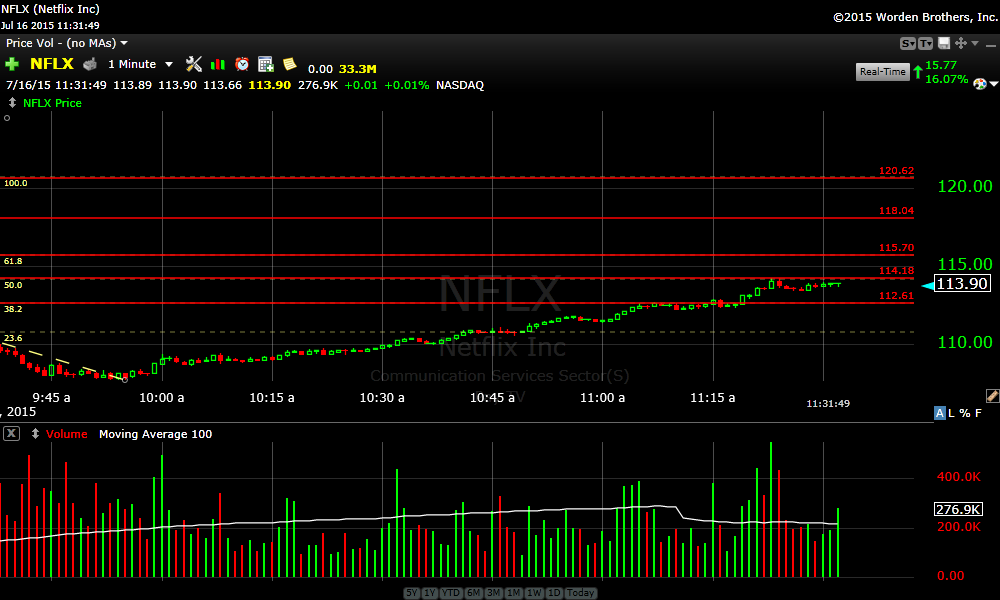 NFLX (Netflix Inc)
Jul 16 2015 11:31:49
©2015 Worden Brothers, Inc.
Price Vol - (no MAs)
S T
NFLX 1 Minute 0.00 33.3M
Real-Time 15.77
16.07%
7/16/15 11:31:49 113.89 113.90 113.66 113.90 276.9K +0.01 +0.01% NASDAQ
NFLX Price
120.62
100.0
120.00
118.04
115.70
61.8
115.00
114.18
50.0
113.90
NFLX
112.61
38.2
23.6
110.00
Netflix Inc
Communication Services Sector(S)
TV
9:45 a 10:00 a 10:15 a 10:30 a 10:45 a 11:00 a 11:15 a 11:31:49
, 2015
A L % F
X Volume Moving Average 100
400.0K
276.9K
200.0K
0.00
5Y 1Y YTD 6M 3M 1M 1W 1D Today